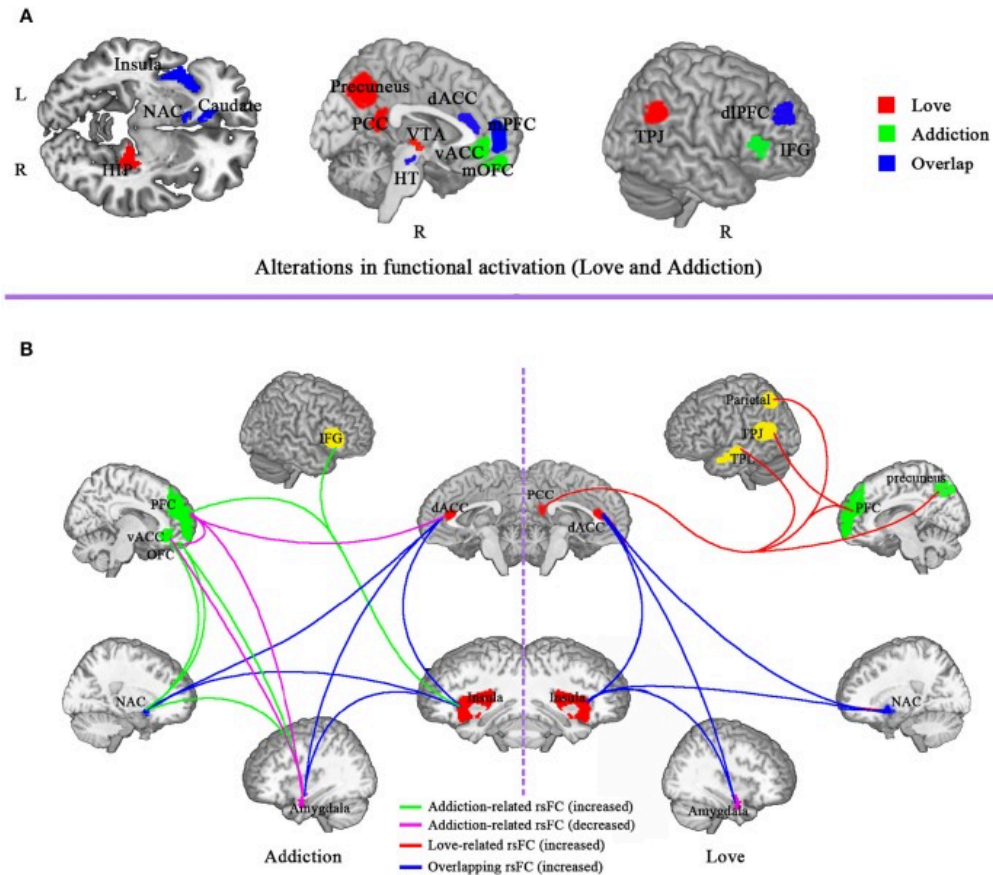 A
Insula
L
NAC
Caudate
HIP
R
Precuneus
dACC
PCC
mPFC
VTA
vACC
HT
mOFC
R
TPJ
dlPFC
IFG
R
Love
Addiction
Overlap
Alterations in functional activation (Love and Addiction)
B
IFG
PFC
vACC
OFC
dACC
PCC
dACC
Parietal
TPJ
TPL
precuneus
PFC
NAC
Insula
Insula
NAC
Amygdala
Amygdala
Addiction-related rsFC (increased)
Addiction-related rsFC (decreased)
Love-related rsFC (increased)
Overlapping rsFC (increased)
Addiction
Love